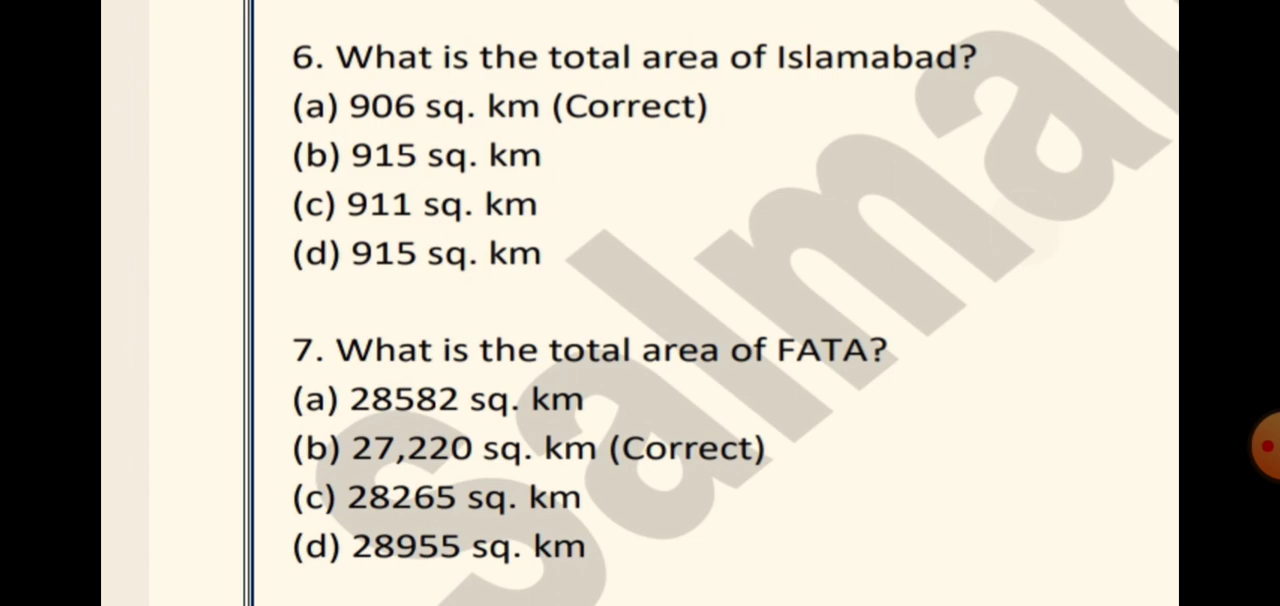 6. What is the total area of Islamabad?
(a) 906 sq. km (Correct)
(b) 915 sq. km
(c) 911 sq. km
(d) 915 sq. km
7. What is the total area of FATA?
(a) 28582 sq. km
(b) 27,220 sq. km (Correct)
(c) 28265 sq. km
(d) 28955 sq. km